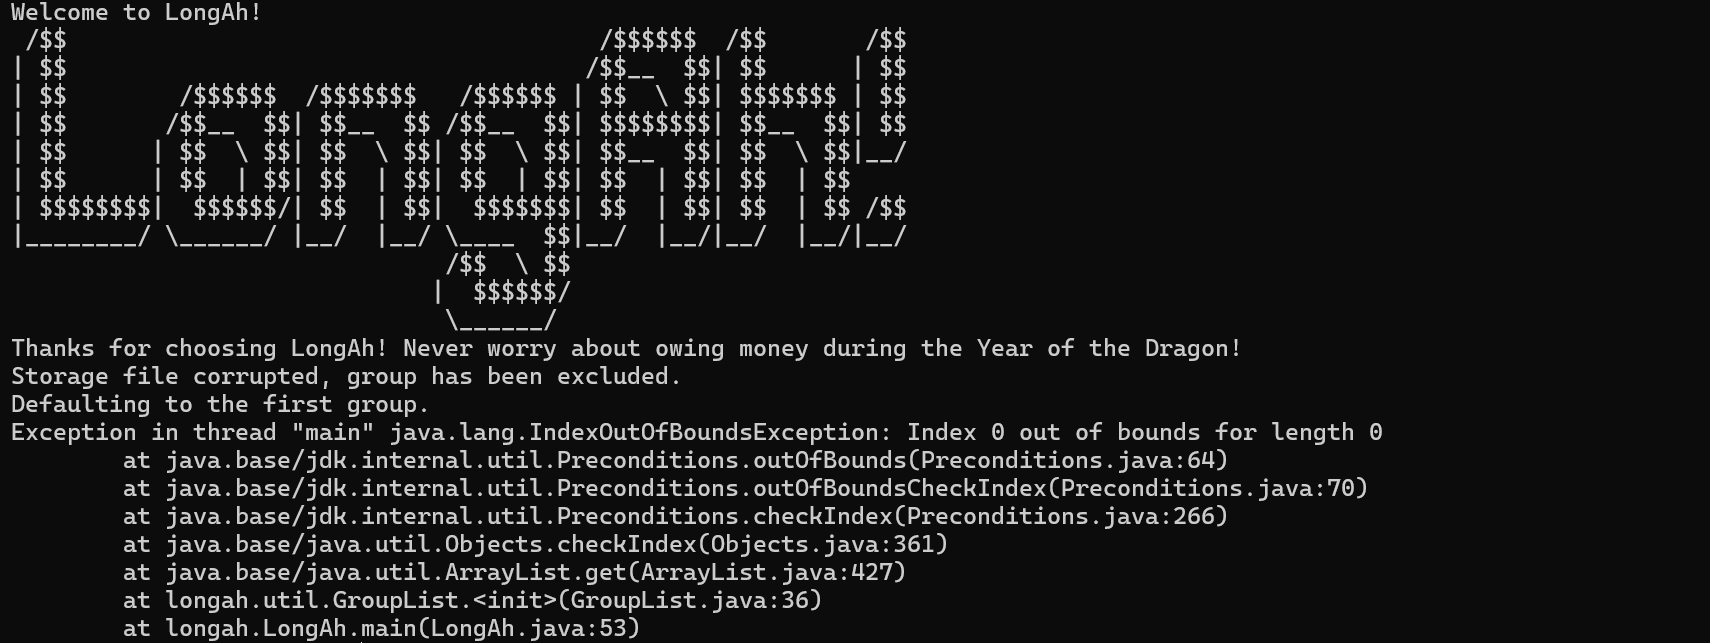 Welcome to LongAh!
 /$$                                      /$$$$$$  /$$       /$$
| $$                                     /$$__  $$| $$      | $$
| $$        /$$$$$$  /$$$$$$$   /$$$$$$ | $$  \ $$| $$$$$$$ | $$
| $$       /$$__  $$| $$__  $$ /$$__  $$| $$$$$$$$| $$__  $$| $$
| $$      | $$  \ $$| $$  \ $$| $$  \ $$| $$__  $$| $$  \ $$|__/
| $$      | $$  | $$| $$  | $$| $$  | $$| $$  | $$| $$  | $$
| $$$$$$$$|  $$$$$$/| $$  | $$|  $$$$$$$| $$  | $$| $$  | $$ /$$
|________/ \______/ |__/  |__/ \____  $$|__/  |__/|__/  |__/|__/
                               /$$  \ $$
                              |  $$$$$$/
                               \______/
Thanks for choosing LongAh! Never worry about owing money during the Year of the Dragon!
Storage file corrupted, group has been excluded.
Defaulting to the first group.
Exception in thread "main" java.lang.IndexOutOfBoundsException: Index 0 out of bounds for length 0
        at java.base/jdk.internal.util.Preconditions.outOfBounds(Preconditions.java:64)
        at java.base/jdk.internal.util.Preconditions.outOfBoundsCheckIndex(Preconditions.java:70)
        at java.base/jdk.internal.util.Preconditions.checkIndex(Preconditions.java:266)
        at java.base/java.util.Objects.checkIndex(Objects.java:361)
        at java.base/java.util.ArrayList.get(ArrayList.java:427)
        at longah.util.GroupList.<init>(GroupList.java:36)
        at longah.LongAh.main(LongAh.java:53)